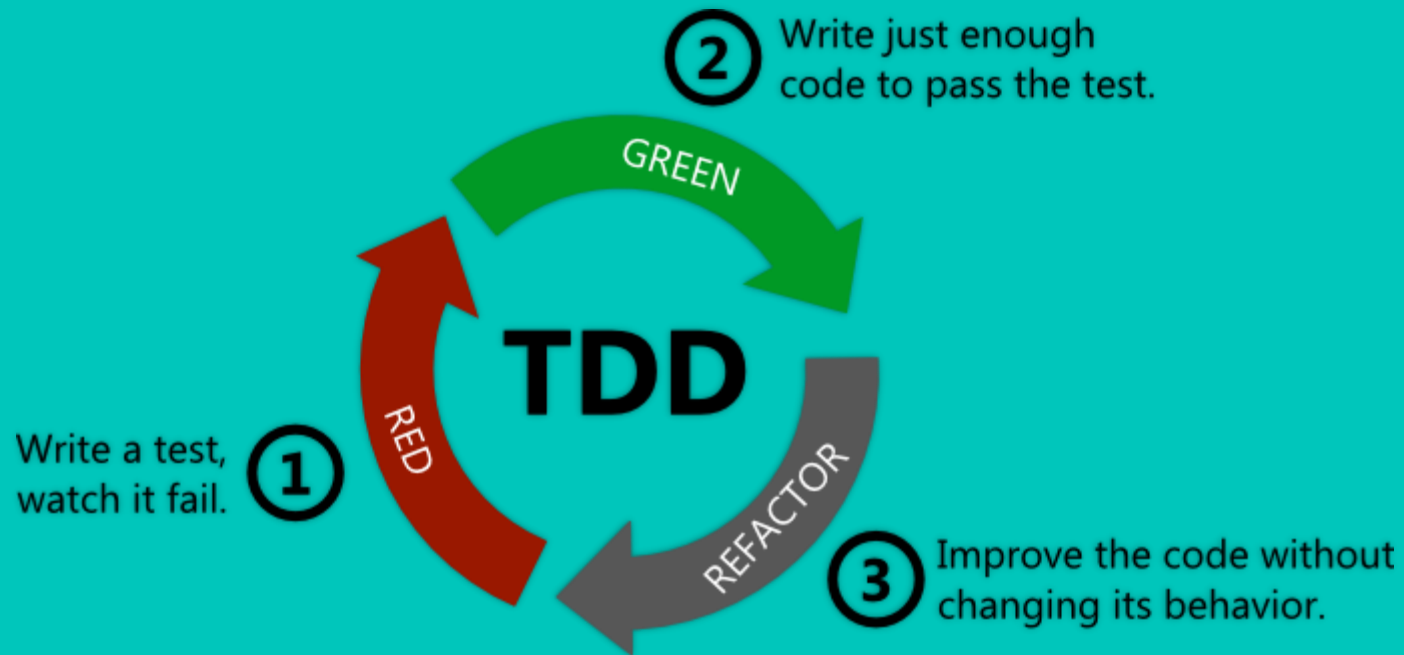 2
Write just enough
code to pass the test.
GREEN
TDD
RED
Write a test,
watch it fail.
1
REFACTOR
3
Improve the code without
changing its behavior.